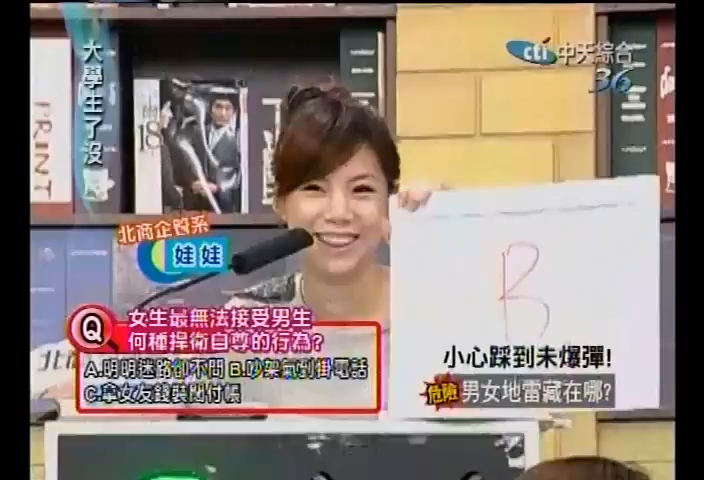 大學生了沒
cti 中天綜合
36
PRINT
18
北商企管系
娃娃
B
Q 女生最無法接受男生
何種捍衛自尊的行為?
A.明明迷路卻不問 B.吵架氣到掛電話
C.拿女友錢裝闊付帳
小心踩到未爆彈!
危險 男女地雷藏在哪?